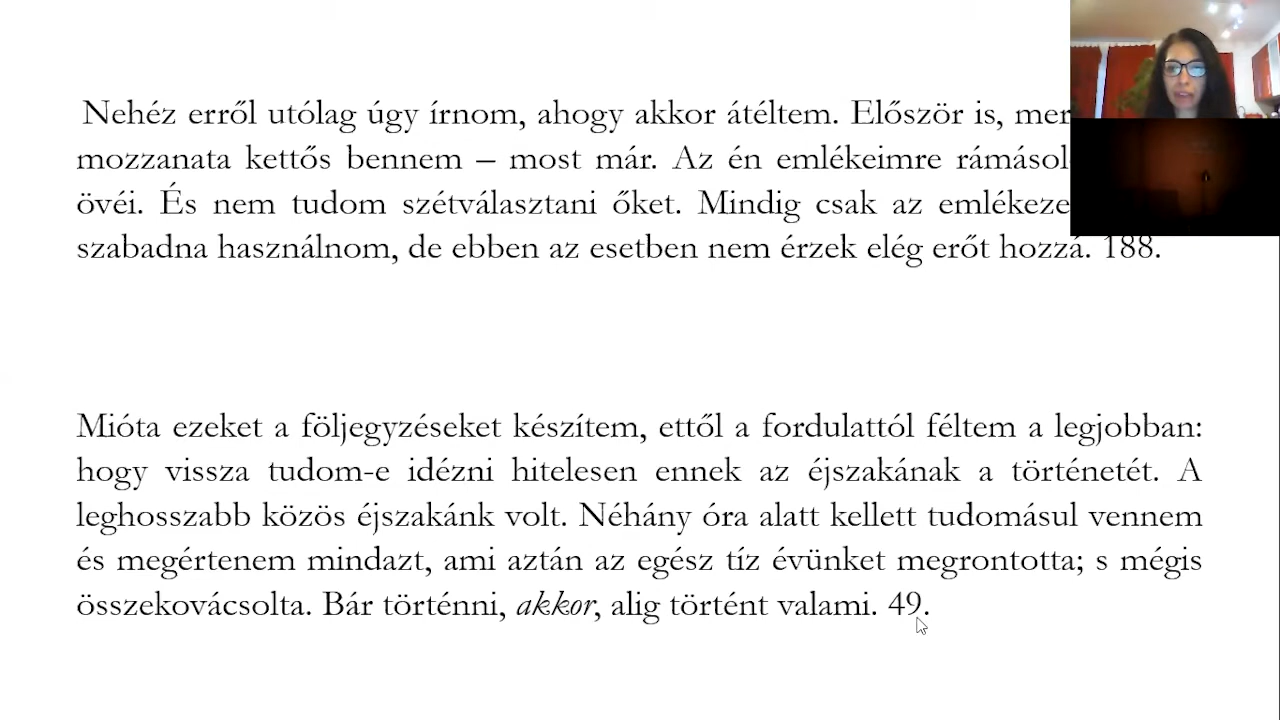 Nehéz erről utólag úgy írnom, ahogy akkor átéltem. Először is,
mozzanata kettős bennem – most már. Az én emlékeimre
övéi. És nem tudom szétválasztani őket. Mindig csak az
szabadna használnom, de ebben az esetben nem érzek elég erőt hozzá. 188.
Mióta ezeket a följegyzéseket készítem, ettől a fordulattól féltem a legjobban:
hogy vissza tudom-e idézni hitelesen ennek az éjszakának a történetét. A
leghosszabb közös éjszakánk volt. Néhány óra alatt kellett tudomásul vennem
és megértenem mindazt, ami aztán az egész tíz évünket megrontotta; s mégis
összekovácsolta. Bár történni, akkor, alig történt valami. 49.